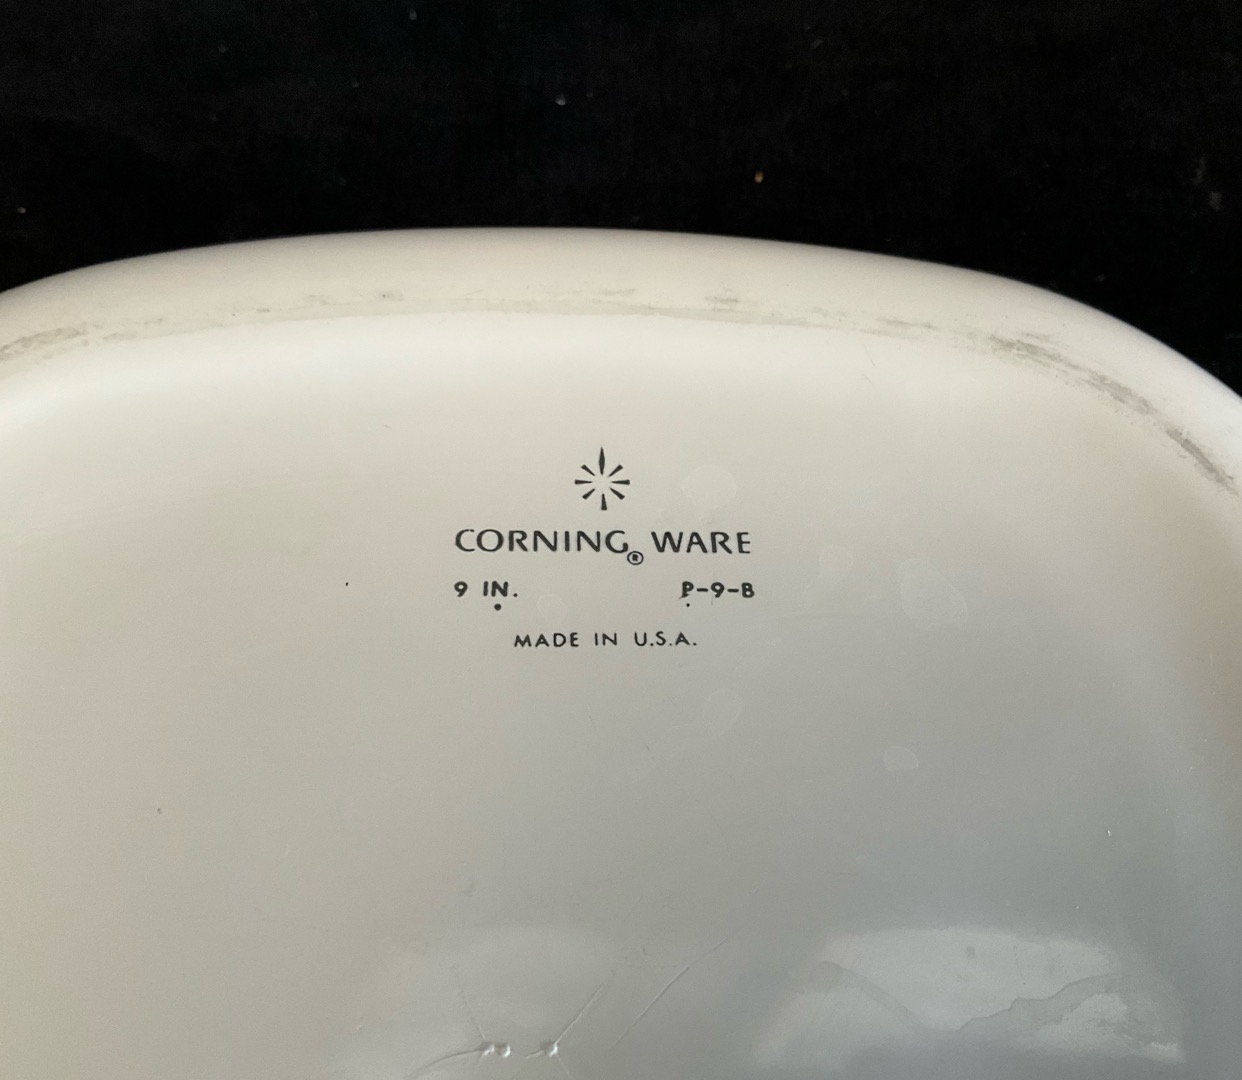 CORNING® WARE
9 IN. P-9-B
MADE IN U.S.A.